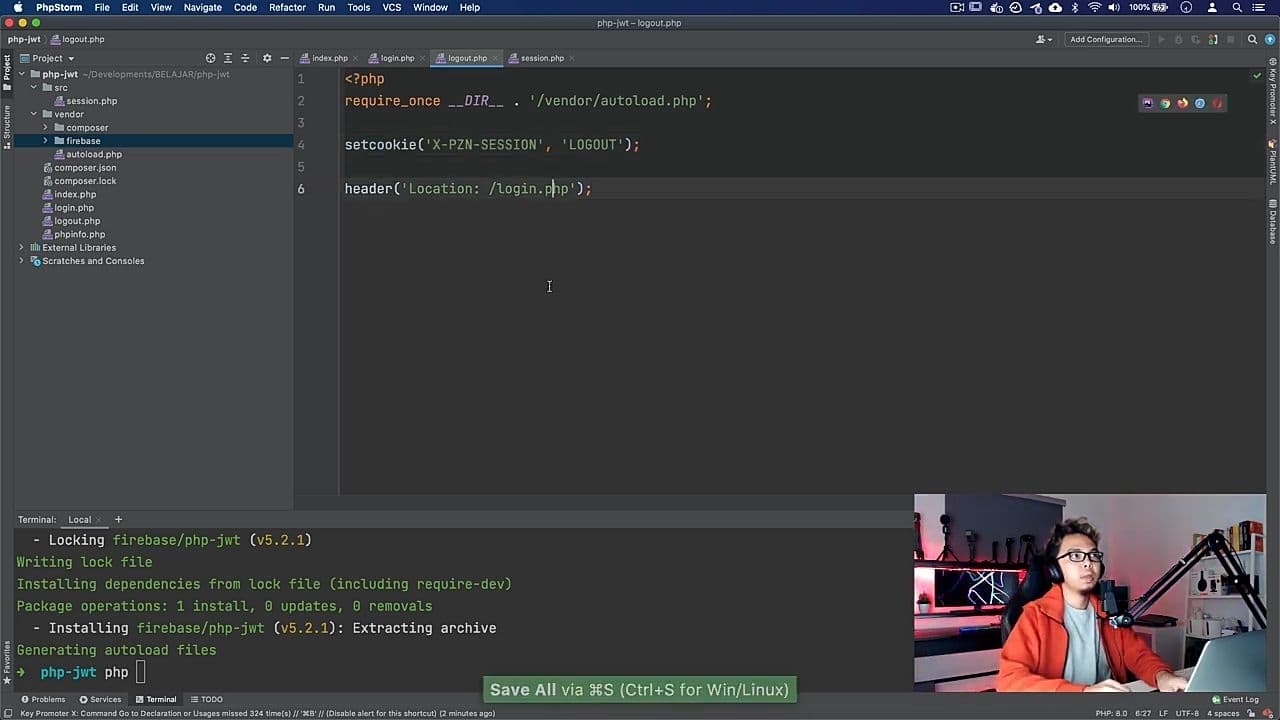 PhpStorm File Edit View Navigate Code Refactor Run Tools VCS Window Help 100%
php-jwt – logout.php
php-jwt logout.php Add Configuration...
Project
index.php login.php logout.php session.php
php-jwt ~/Developments/BELAJAR/php-jwt
src
session.php
vendor
composer
firebase
autoload.php
composer.json
composer.lock
index.php
login.php
logout.php
phpinfo.php
External Libraries
Scratches and Consoles
Project
Structure
Favorites
1 <?php
2 require_once __DIR__ . '/vendor/autoload.php';
3
4 setcookie('X-PZN-SESSION', 'LOGOUT');
5
6 header('Location: /login.php');
Key Promoter X
PlantUML
Database
Terminal: Local +
- Locking firebase/php-jwt (v5.2.1)
Writing lock file
Installing dependencies from lock file (including require-dev)
Package operations: 1 install, 0 updates, 0 removals
- Installing firebase/php-jwt (v5.2.1): Extracting archive
Generating autoload files
➜ php-jwt php
Save All via ⌘S (Ctrl+S for Win/Linux)
Problems Services Terminal TODO Event Log
Key Promoter X: Command Go to Declaration or Usages missed 324 time(s) // '⌘B' // (Disable alert for this shortcut) (2 minutes ago) PHP: 8.0 6:27 LF UTF-8 4 spaces